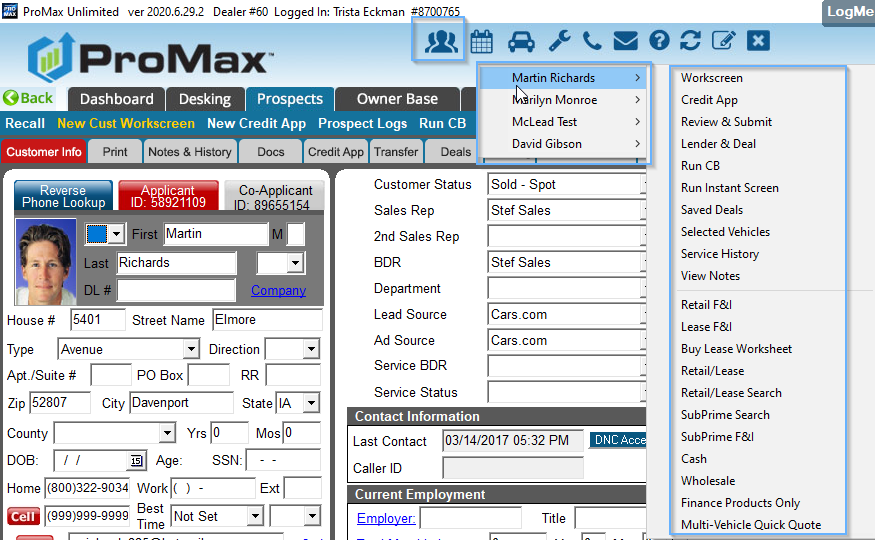 ProMax Unlimited ver 2020.6.29.2 Dealer #60 Logged In: Trista Eckman #8700765
LogMe
ProMax™
Back
Dashboard Desking Prospects Owner Base
Recall New Cust Workscreen New Credit App Prospect Logs Run CB
Customer Info Print Notes & History Docs Credit App Transfer Deals
Martin Richards
Marilyn Monroe
McLead Test
David Gibson
Workscreen
Credit App
Review & Submit
Lender & Deal
Run CB
Run Instant Screen
Saved Deals
Selected Vehicles
Service History
View Notes
Retail F&I
Lease F&I
Buy Lease Worksheet
Retail/Lease
Retail/Lease Search
SubPrime Search
SubPrime F&I
Cash
Wholesale
Finance Products Only
Multi-Vehicle Quick Quote
Reverse
Phone Lookup
Applicant
ID: 58921109
Co-Applicant
ID: 89655154
First Martin M
Last Richards
DL # Company
House # 5401 Street Name Elmore
Type Avenue Direction
Apt./Suite # PO Box RR
Zip 52807 City Davenport State IA
County Yrs 0 Mos 0
DOB: / / 15 Age: SSN: - -
Home (800)322-9034 Work ( ) - Ext
Cell (999)999-9999 Best
Time Not Set
Customer Status Sold - Spot
Sales Rep Stef Sales
2nd Sales Rep
BDR Stef Sales
Department
Lead Source Cars.com
Ad Source Cars.com
Service BDR
Service Status
Contact Information
Last Contact 03/14/2017 05:32 PM DNC Acce
Caller ID
Current Employment
Employer: Title